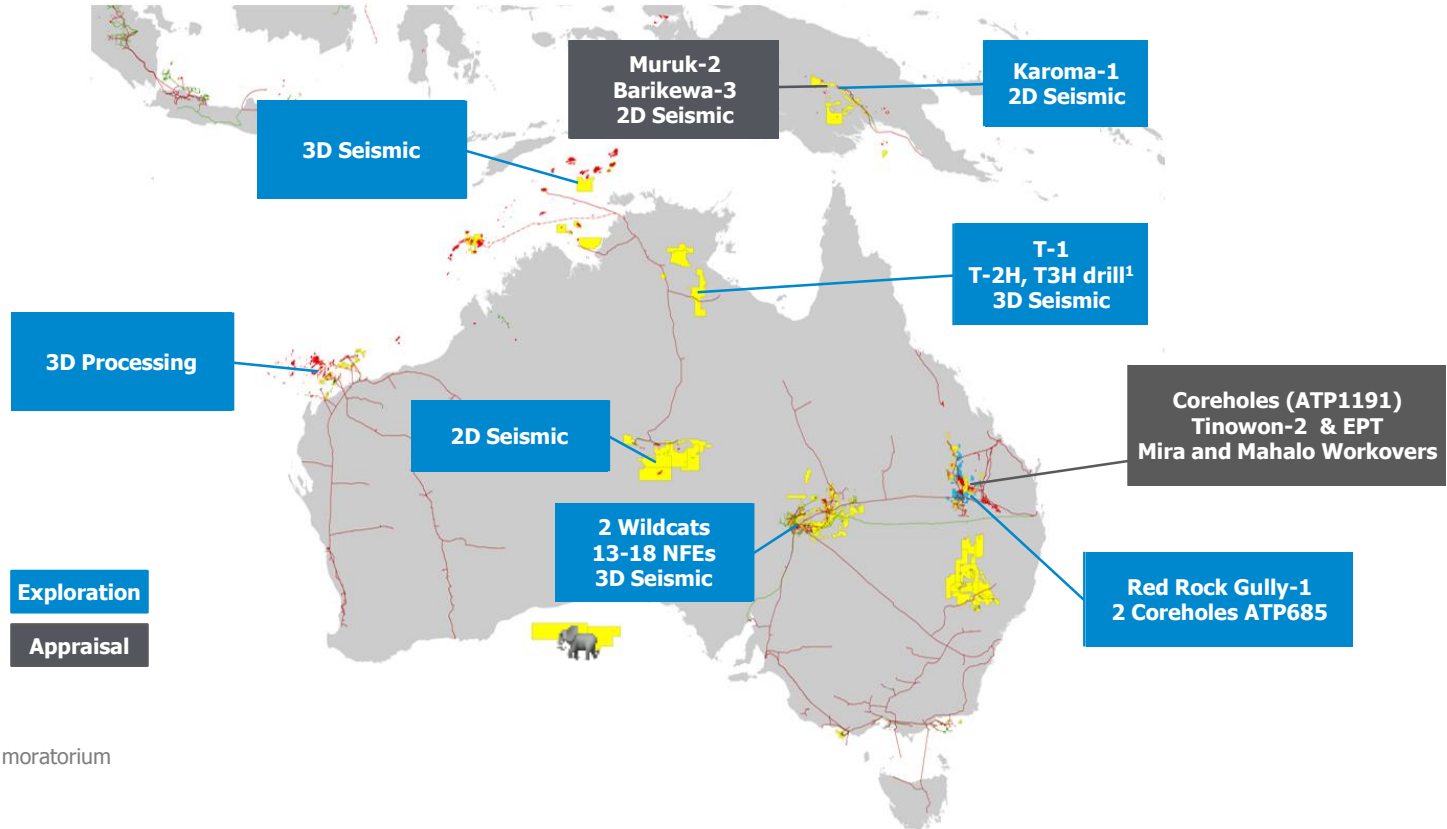 Muruk-2
Barikewa-3
2D Seismic
Karoma-1
2D Seismic
3D Seismic
T-1
T-2H, T3H drill¹
3D Seismic
3D Processing
Coreholes (ATP1191)
Tinowon-2 & EPT
Mira and Mahalo Workovers
2D Seismic
2 Wildcats
13-18 NFEs
3D Seismic
Red Rock Gully-1
2 Coreholes ATP685
Exploration
Appraisal
moratorium